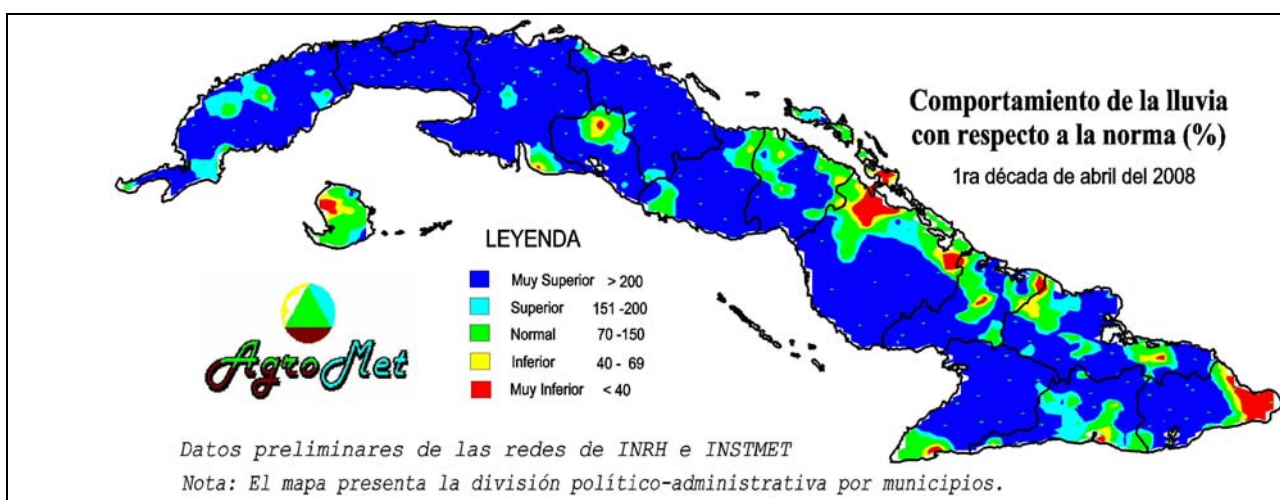 Comportamiento de la lluvia
con respecto a la norma (%)
1ra década de abril del 2008
LEYENDA
Muy Superior > 200
Superior 151 -200
Normal 70 -150
Inferior 40 - 69
Muy Inferior < 40
AgroMet
Datos preliminares de las redes de INRH e INSTMET
Nota: El mapa presenta la división político-administrativa por municipios.